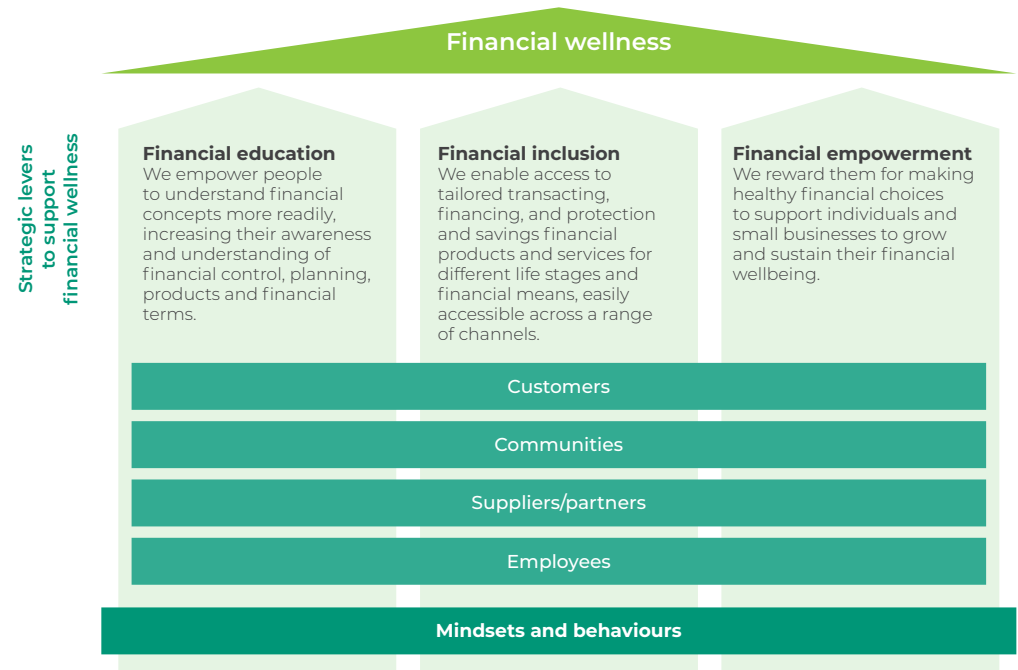 Financial wellness
Strategic levers
to support
financial wellness
Financial education
We empower people
to understand financial
concepts more readily,
increasing their awareness
and understanding of
financial control, planning,
products and financial
terms.
Financial inclusion
We enable access to
tailored transacting,
financing, and protection
and savings financial
products and services for
different life stages and
financial means, easily
accessible across a range
of channels.
Financial empowerment
We reward them for making
healthy financial choices
to support individuals and
small businesses to grow
and sustain their financial
wellbeing.
Customers
Communities
Suppliers/partners
Employees
Mindsets and behaviours